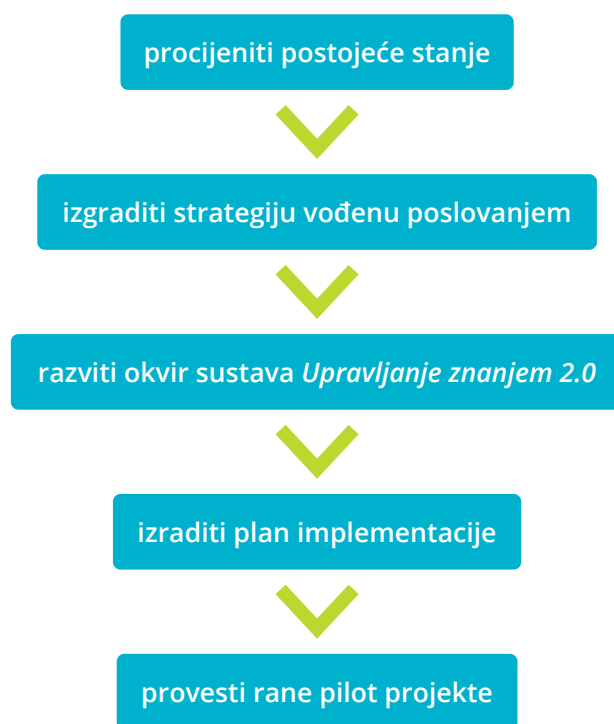 procijeniti postojeće stanje
izgraditi strategiju vođenu poslovanjem
razviti okvir sustava Upravljanje znanjem 2.0
izraditi plan implementacije
provesti rane pilot projekte